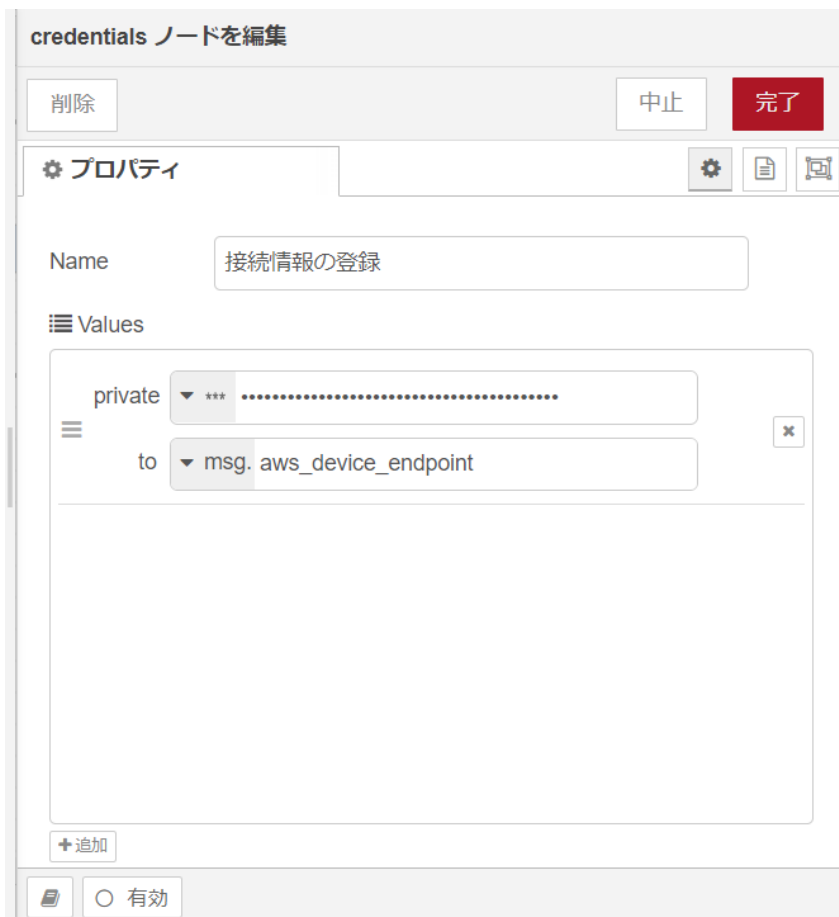 credentials ノードを編集
削除 中止 完了
プロパティ
Name 接続情報の登録
Values
private *** •••••••••••••••••••••••••••••••••••••••••
to msg. aws_device_endpoint
+追加
有効